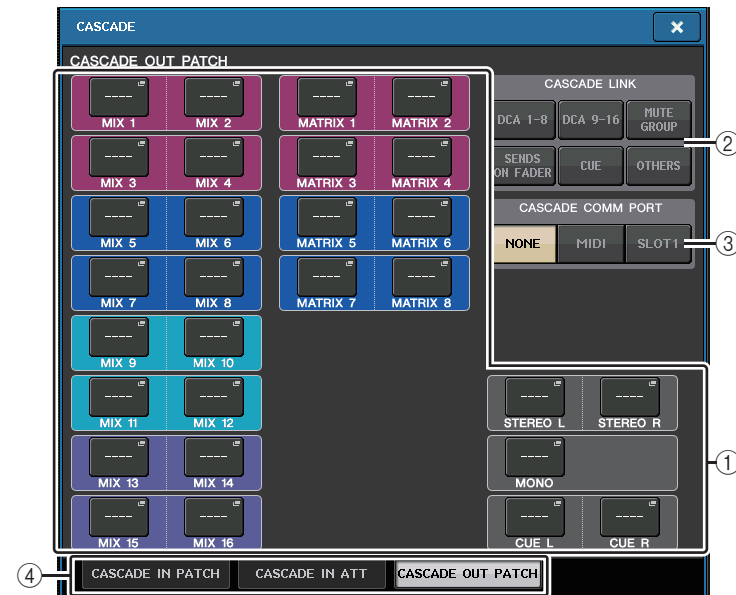 CASCADE
CASCADE OUT PATCH
---- ---- ---- ----
MIX 1 MIX 2 MATRIX 1 MATRIX 2
---- ---- ---- ----
MIX 3 MIX 4 MATRIX 3 MATRIX 4
---- ---- ---- ----
MIX 5 MIX 6 MATRIX 5 MATRIX 6
---- ---- ---- ----
MIX 7 MIX 8 MATRIX 7 MATRIX 8
---- ----
MIX 9 MIX 10
---- ----
MIX 11 MIX 12
---- ----
MIX 13 MIX 14
---- ----
MIX 15 MIX 16
CASCADE LINK
DCA 1-8 DCA 9-16 MUTE GROUP
SENDS ON FADER CUE OTHERS
②
CASCADE COMM PORT
NONE MIDI SLOT1
③
---- ----
STEREO L STEREO R
----
MONO
---- ----
CUE L CUE R
①
④
CASCADE IN PATCH CASCADE IN ATT CASCADE OUT PATCH